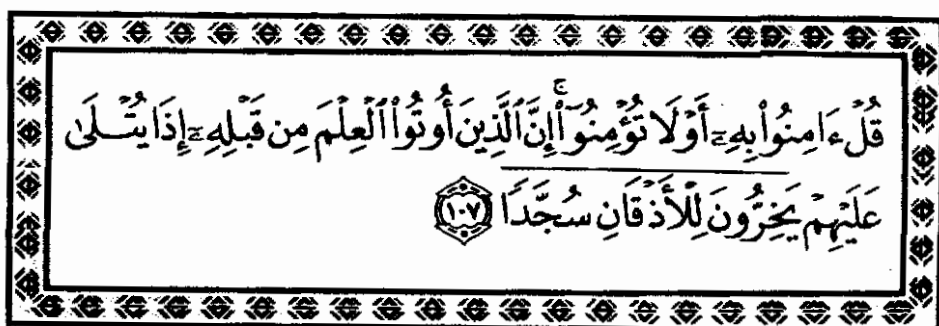 قُلْ ءَامِنُوا۟ بِهِۦٓ أَوْ لَا تُؤْمِنُوٓا۟ ۚ إِنَّ ٱلَّذِينَ أُوتُوا۟ ٱلْعِلْمَ مِن قَبْلِهِۦٓ إِذَا يُتْلَىٰ
عَلَيْهِمْ يَخِرُّونَ لِلْأَذْقَانِ سُجَّدًا ١٠٧